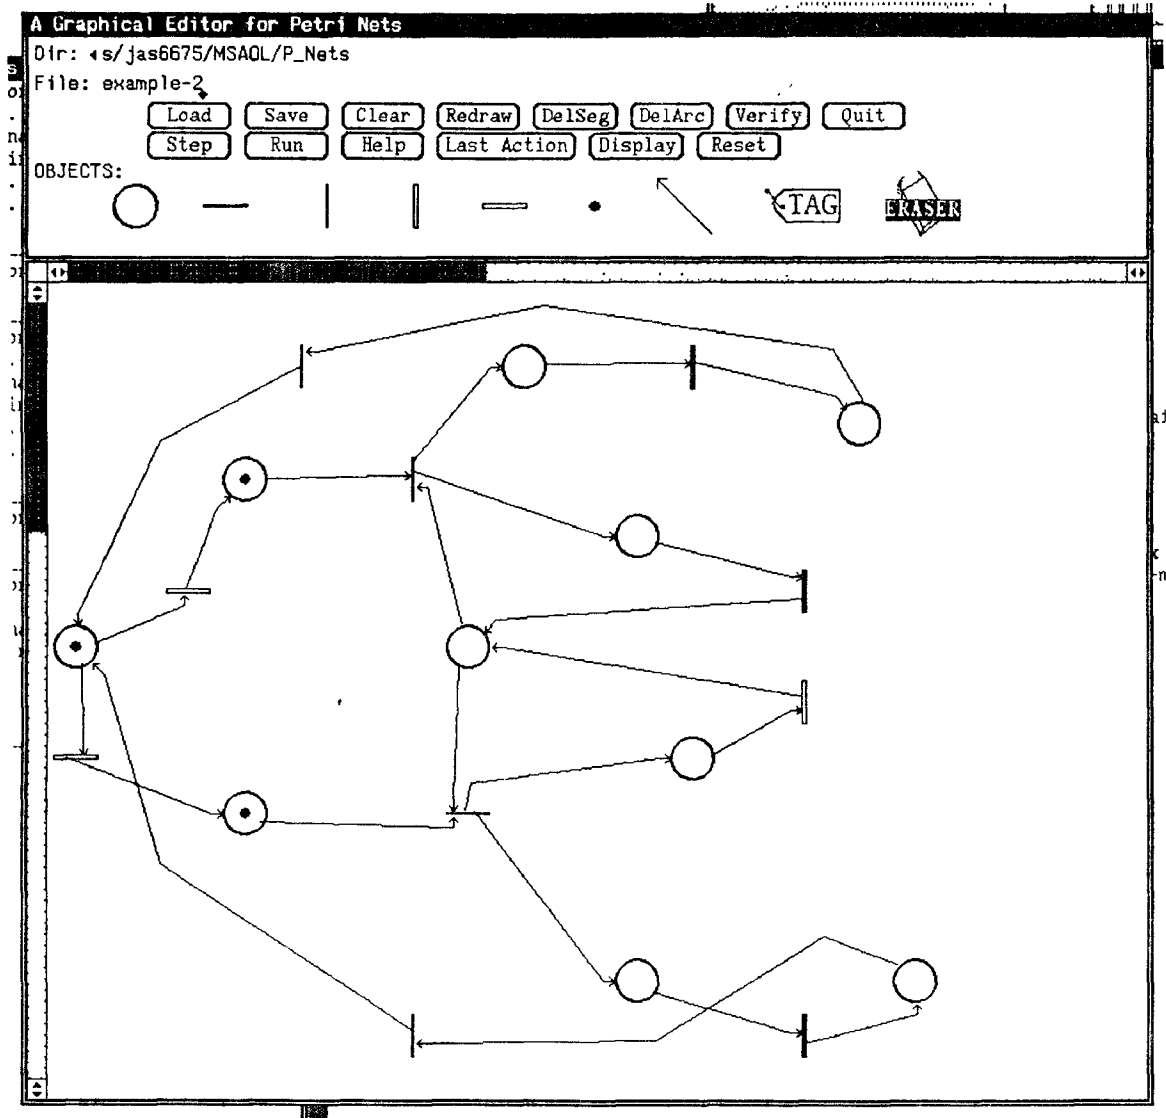 A Graphical Editor for Petri Nets
Dir: s/jas6675/MSAOL/P_Nets
File: example-2
Load Save Clear Redraw DelSeg DelArc Verify Quit
Step Run Help Last Action Display Reset
OBJECTS:
TAG ERASER